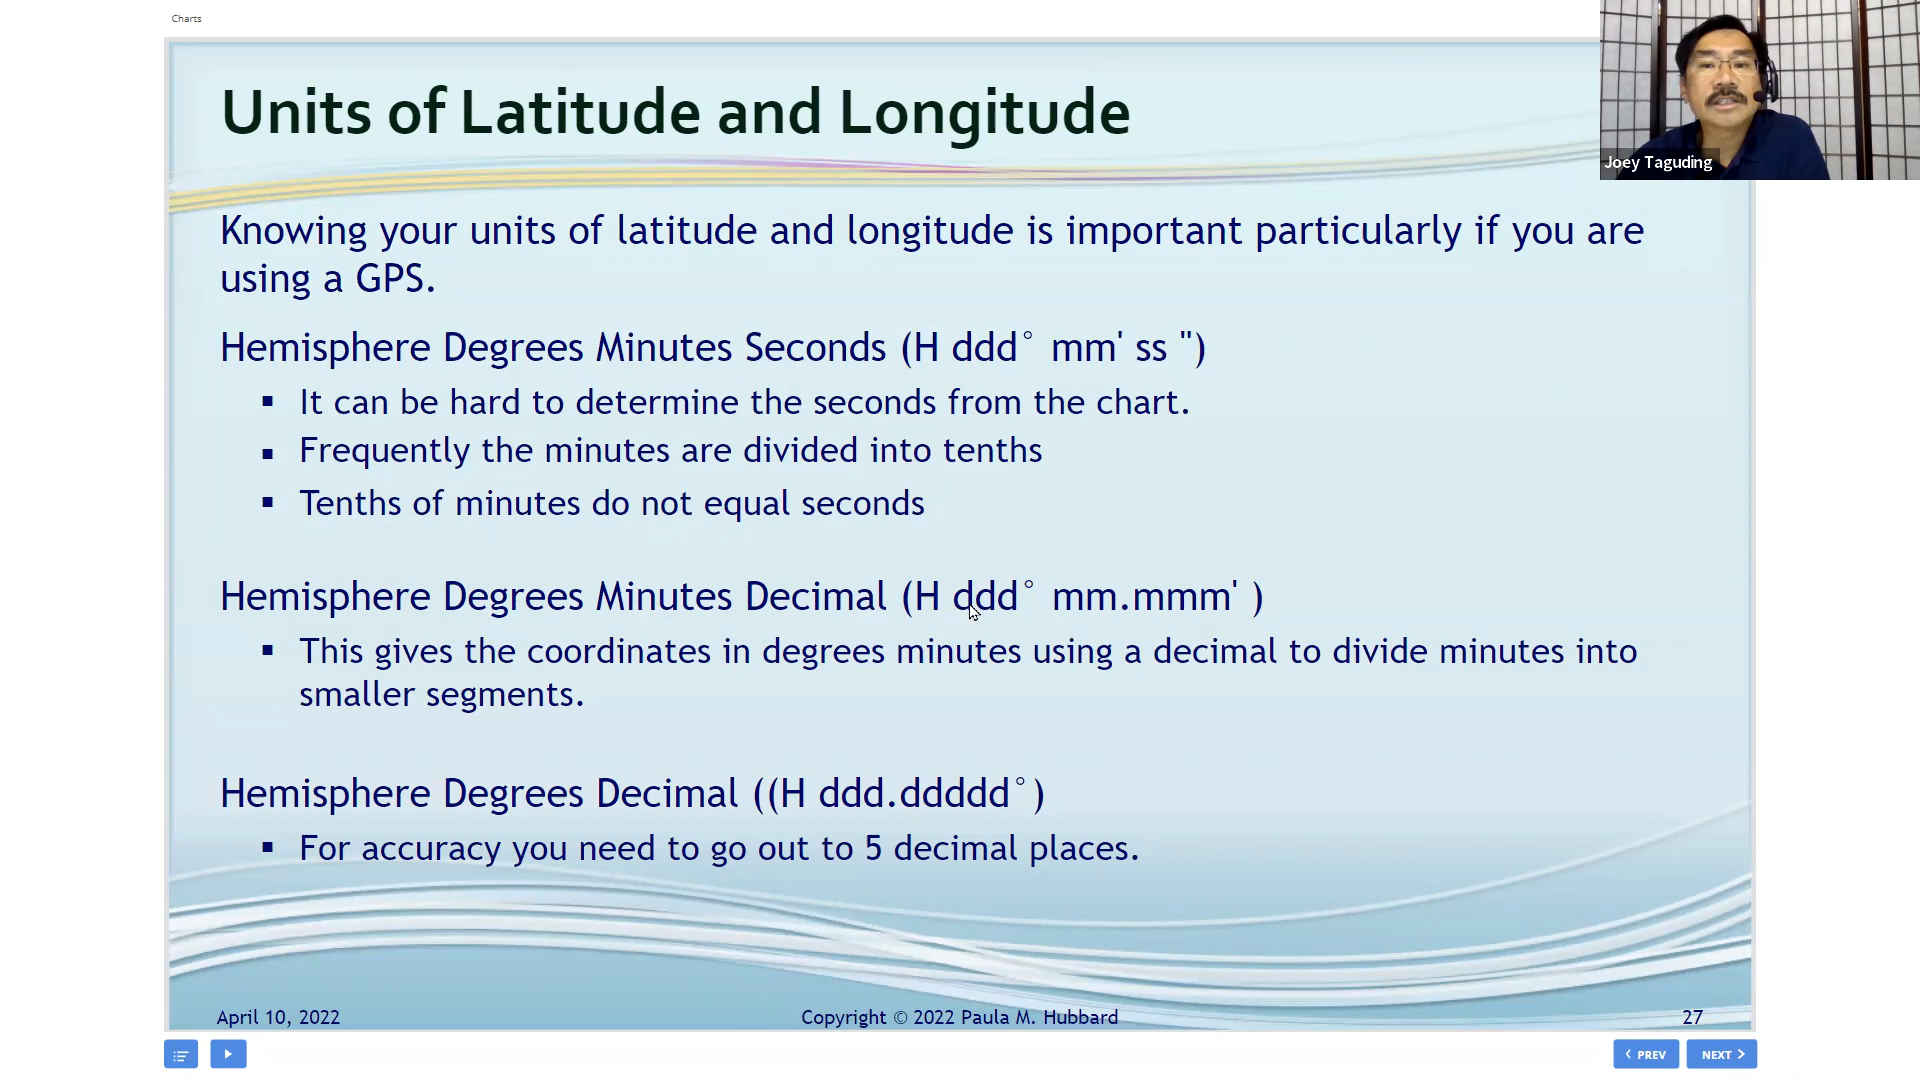 Charts
Units of Latitude and Longitude
Joey Taguding
Knowing your units of latitude and longitude is important particularly if you are
using a GPS.
Hemisphere Degrees Minutes Seconds (H ddd° mm' ss ")
▪ It can be hard to determine the seconds from the chart.
▪ Frequently the minutes are divided into tenths
▪ Tenths of minutes do not equal seconds
Hemisphere Degrees Minutes Decimal (H ddd° mm.mmm' )
▪ This gives the coordinates in degrees minutes using a decimal to divide minutes into
smaller segments.
Hemisphere Degrees Decimal ((H ddd.ddddd°)
▪ For accuracy you need to go out to 5 decimal places.
April 10, 2022
Copyright © 2022 Paula M. Hubbard
27
PREV
NEXT